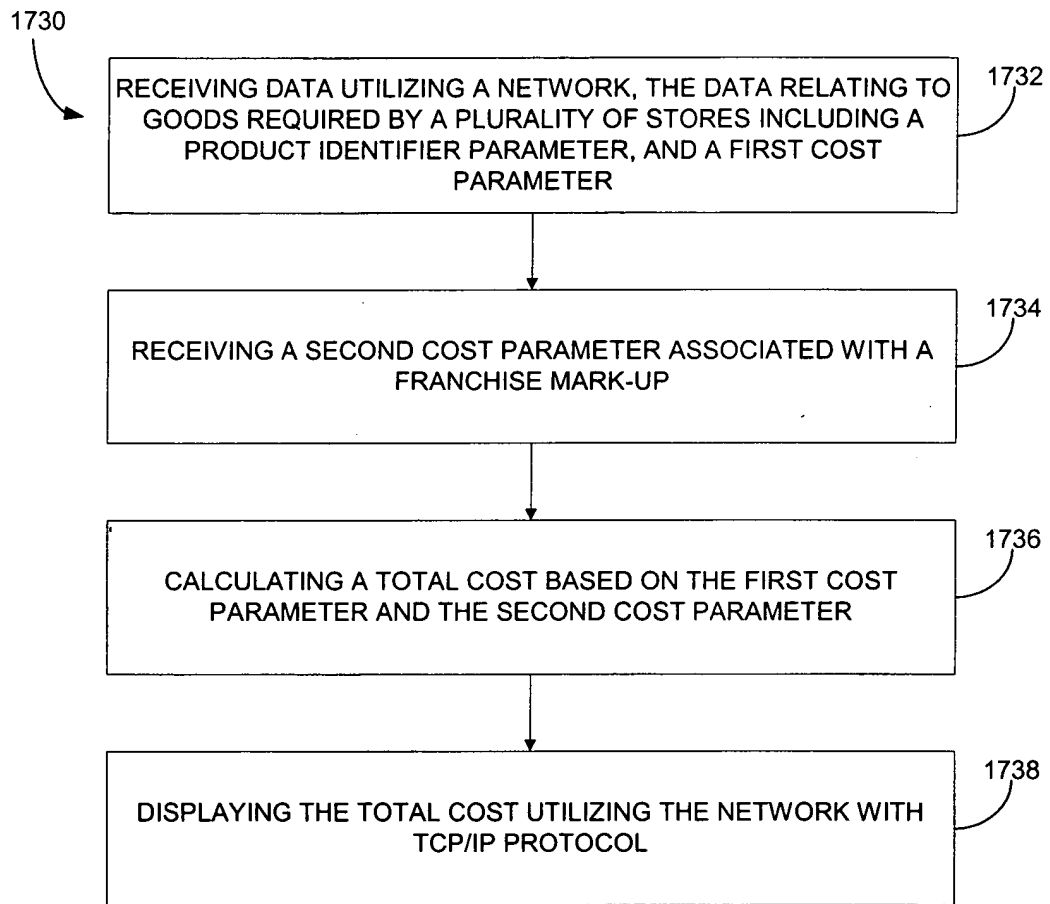 1730
RECEIVING DATA UTILIZING A NETWORK, THE DATA RELATING TO
GOODS REQUIRED BY A PLURALITY OF STORES INCLUDING A
PRODUCT IDENTIFIER PARAMETER, AND A FIRST COST
PARAMETER
1732
RECEIVING A SECOND COST PARAMETER ASSOCIATED WITH A
FRANCHISE MARK-UP
1734
CALCULATING A TOTAL COST BASED ON THE FIRST COST
PARAMETER AND THE SECOND COST PARAMETER
1736
DISPLAYING THE TOTAL COST UTILIZING THE NETWORK WITH
TCP/IP PROTOCOL
1738